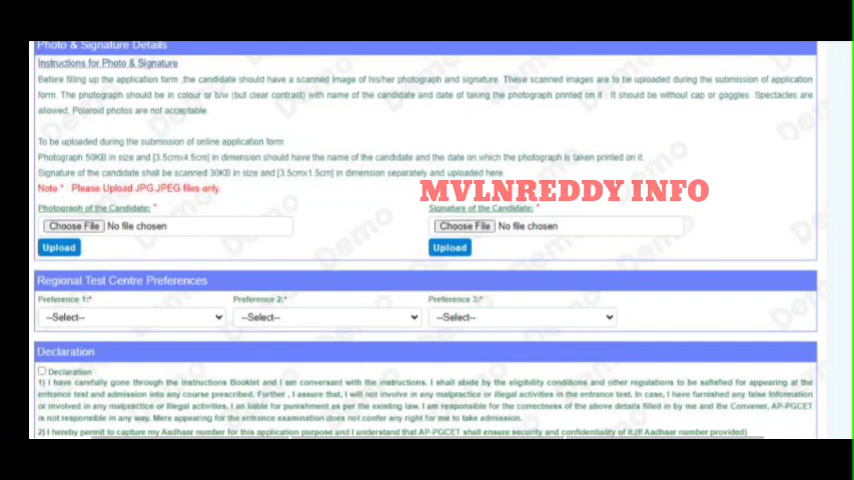 Photo & Signature Details
Instructions for Photo & Signature
Before filling up the application form ,the candidate should have a scanned image of his/her photograph and signature. These scanned images are to be uploaded during the submission of application
form. The photograph should be in colour or b/w (but clear contrast) with name of the candidate and date of taking the photograph printed on it . It should be without cap or goggles. Spectacles are
allowed. Polaroid photos are not acceptable.
To be uploaded during the submission of online application form
Photograph 50KB in size and [3.5cmx4.5cm] in dimension should have the name of the candidate and the date on which the photograph is taken printed on it.
Signature of the candidate shall be scanned 30KB in size and [3.5cmx1.5cm] in dimension separately and uploaded here.
Note * : Please Upload JPG,JPEG files only.
MVLNREDDY INFO
Photograph of the Candidate: * Signature of the Candidate: *
Choose File No file chosen Choose File No file chosen
Upload Upload
Regional Test Centre Preferences
Preference 1:* Preference 2:* Preference 3:*
--Select-- --Select-- --Select--
Declaration
Declaration
1) I have carefully gone through the Instructions Booklet and I am conversant with the instructions. I shall abide by the eligibility conditions and other regulations to be satisfied for appearing at the
entrance test and admission into any course prescribed. Further , I assure that, I will not involve in any malpractice or illegal activities in the entrance test. In case, I have furnished any false Information
or involved in any malpractice or Illegal activities, I am liable for punishment as per the existing law. I am responsible for the correctness of the above details filled in by me and the Convener, AP-PGCET
is not responsible in any way. Mere appearing for the entrance examination does not confer any right for me to take admission.
2) I hereby permit to capture my Aadhaar number for this application purpose and I understand that AP-PGCET shall ensure security and confidentiality of it.(If Aadhaar number provided)
Demo